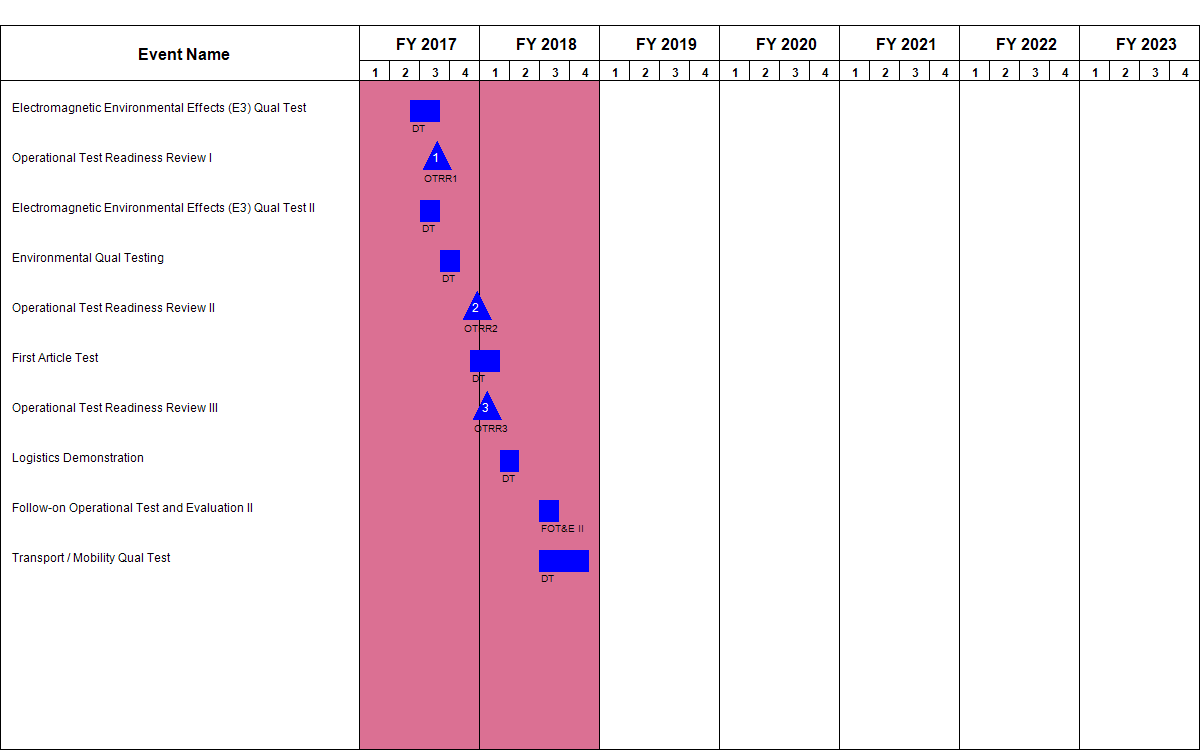 Event Name
FY 2017 FY 2018 FY 2019 FY 2020 FY 2021 FY 2022 FY 2023
1 2 3 4 1 2 3 4 1 2 3 4 1 2 3 4 1 2 3 4 1 2 3 4 1 2 3 4
Electromagnetic Environmental Effects (E3) Qual Test
DT
Operational Test Readiness Review I
1
OTRR1
Electromagnetic Environmental Effects (E3) Qual Test II
DT
Environmental Qual Testing
DT
Operational Test Readiness Review II
2
OTRR2
First Article Test
DT
Operational Test Readiness Review III
3
OTRR3
Logistics Demonstration
DT
Follow-on Operational Test and Evaluation II
FOT&E II
Transport / Mobility Qual Test
DT